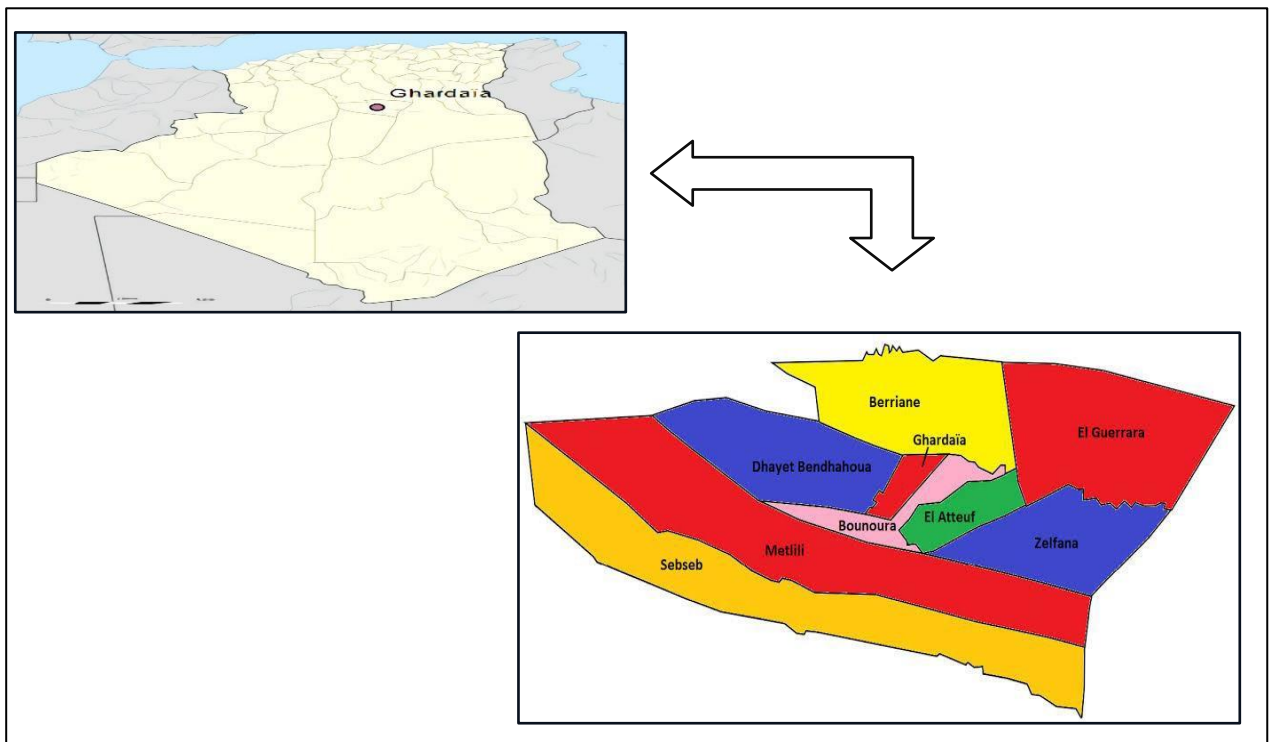 Ghardaïa
Berriane
El Guerrara
Ghardaïa
Dhayet Bendhahoua
El Atteuf
Bounoura
Zelfana
Metlili
Sebseb